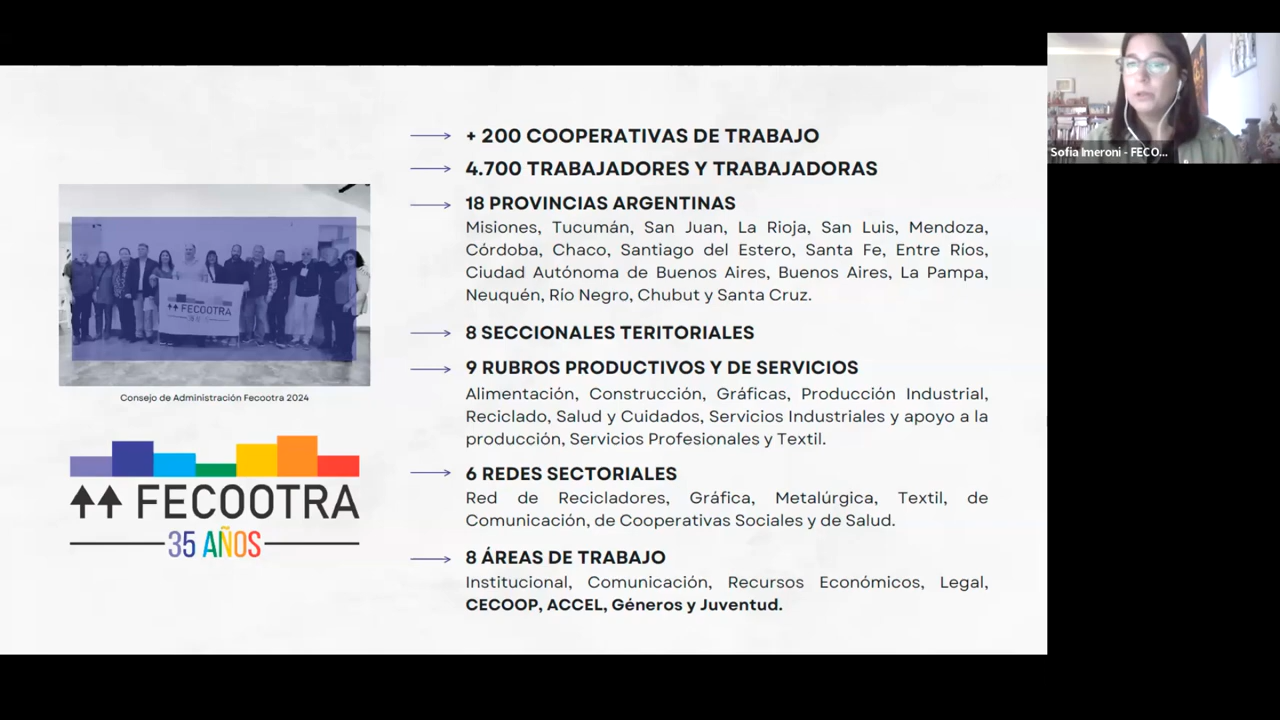 + 200 COOPERATIVAS DE TRABAJO
4.700 TRABAJADORES Y TRABAJADORAS
18 PROVINCIAS ARGENTINAS
Misiones, Tucumán, San Juan, La Rioja, San Luis, Mendoza,
Córdoba, Chaco, Santiago del Estero, Santa Fe, Entre Ríos,
Ciudad Autónoma de Buenos Aires, Buenos Aires, La Pampa,
Neuquén, Río Negro, Chubut y Santa Cruz.
8 SECCIONALES TERITORIALES
9 RUBROS PRODUCTIVOS Y DE SERVICIOS
Alimentación, Construcción, Gráficas, Producción Industrial,
Reciclado, Salud y Cuidados, Servicios Industriales y apoyo a la
producción, Servicios Profesionales y Textil.
6 REDES SECTORIALES
Red de Recicladores, Gráfica, Metalúrgica, Textil, de
Comunicación, de Cooperativas Sociales y de Salud.
8 ÁREAS DE TRABAJO
Institucional, Comunicación, Recursos Económicos, Legal,
CECOOP, ACCEL, Géneros y Juventud.
FECOOTRA
Consejo de Administración Fecootra 2024
FECOOTRA
35 AÑOS
Sofia Imeroni - FECO...